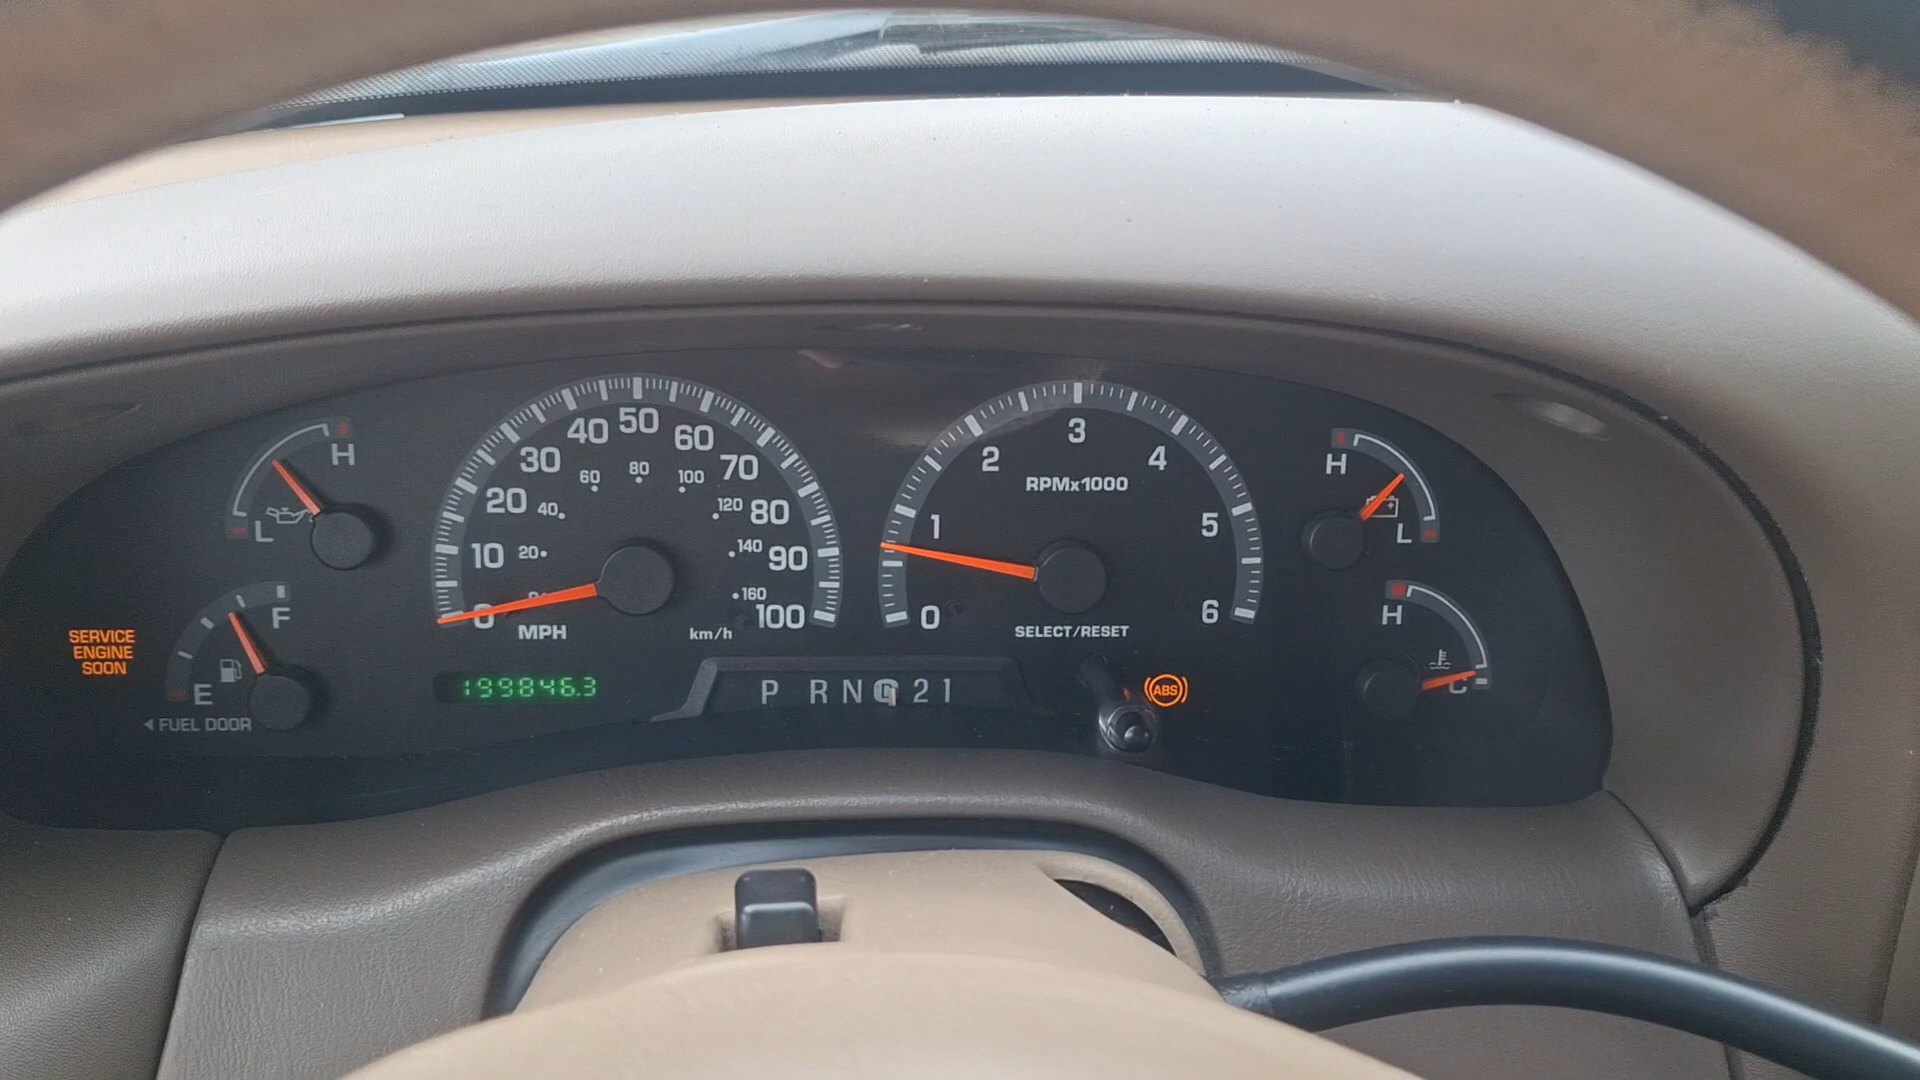 H
L
F
E
◄ FUEL DOOR
SERVICE
ENGINE
SOON
0 10 20 30 40 50 60 70 80 90 100
20 40 60 80 100 120 140 160
MPH
km/h
199846.3
0 1 2 3 4 5 6
RPMx1000
SELECT/RESET
P R N D 2 1
ABS
H
L
H
C